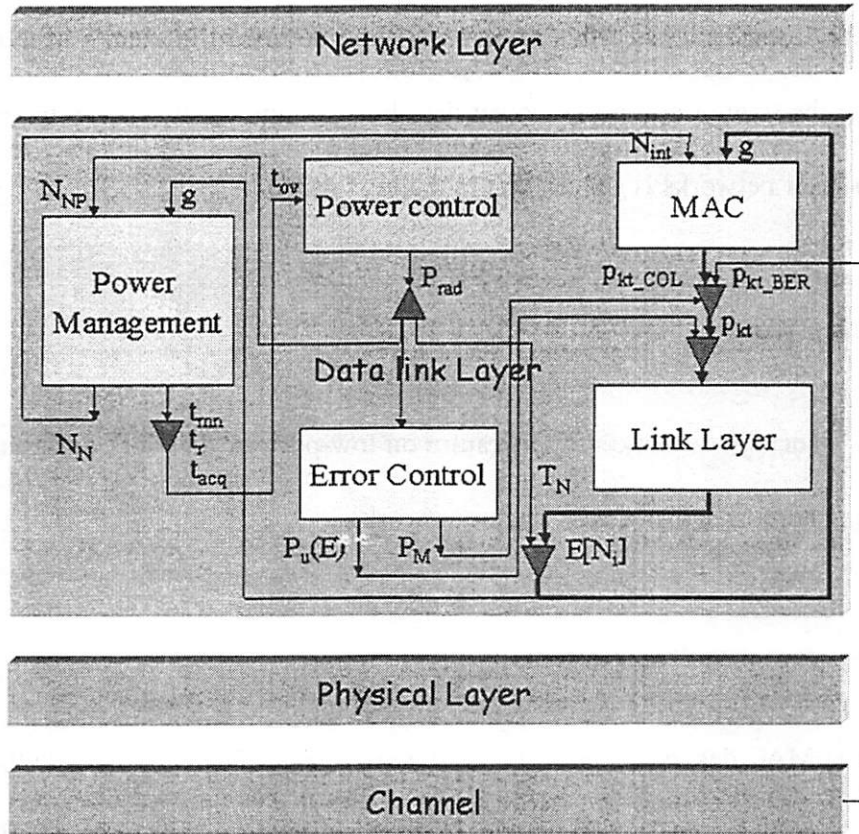 Network Layer
N_NP
g
t_ov
Power control
N_int
g
MAC
Power
Management
P_rad
p_kt_COL
p_kt_BER
p_kt
Data link Layer
N_N
t_mn
t_r
t_acq
Error Control
Link Layer
T_N
P_u(E)
P_M
E[N_i]
Physical Layer
Channel